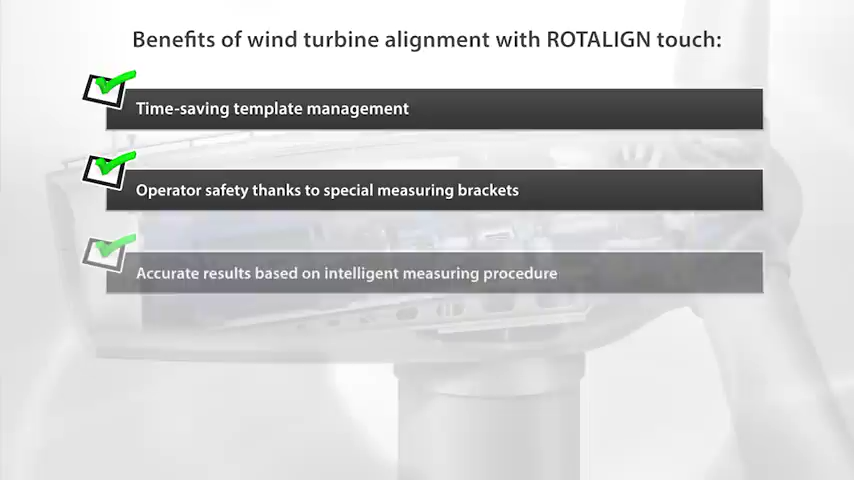 Benefits of wind turbine alignment with ROTALIGN touch:
Time-saving template management
Operator safety thanks to special measuring brackets
Accurate results based on intelligent measuring procedure